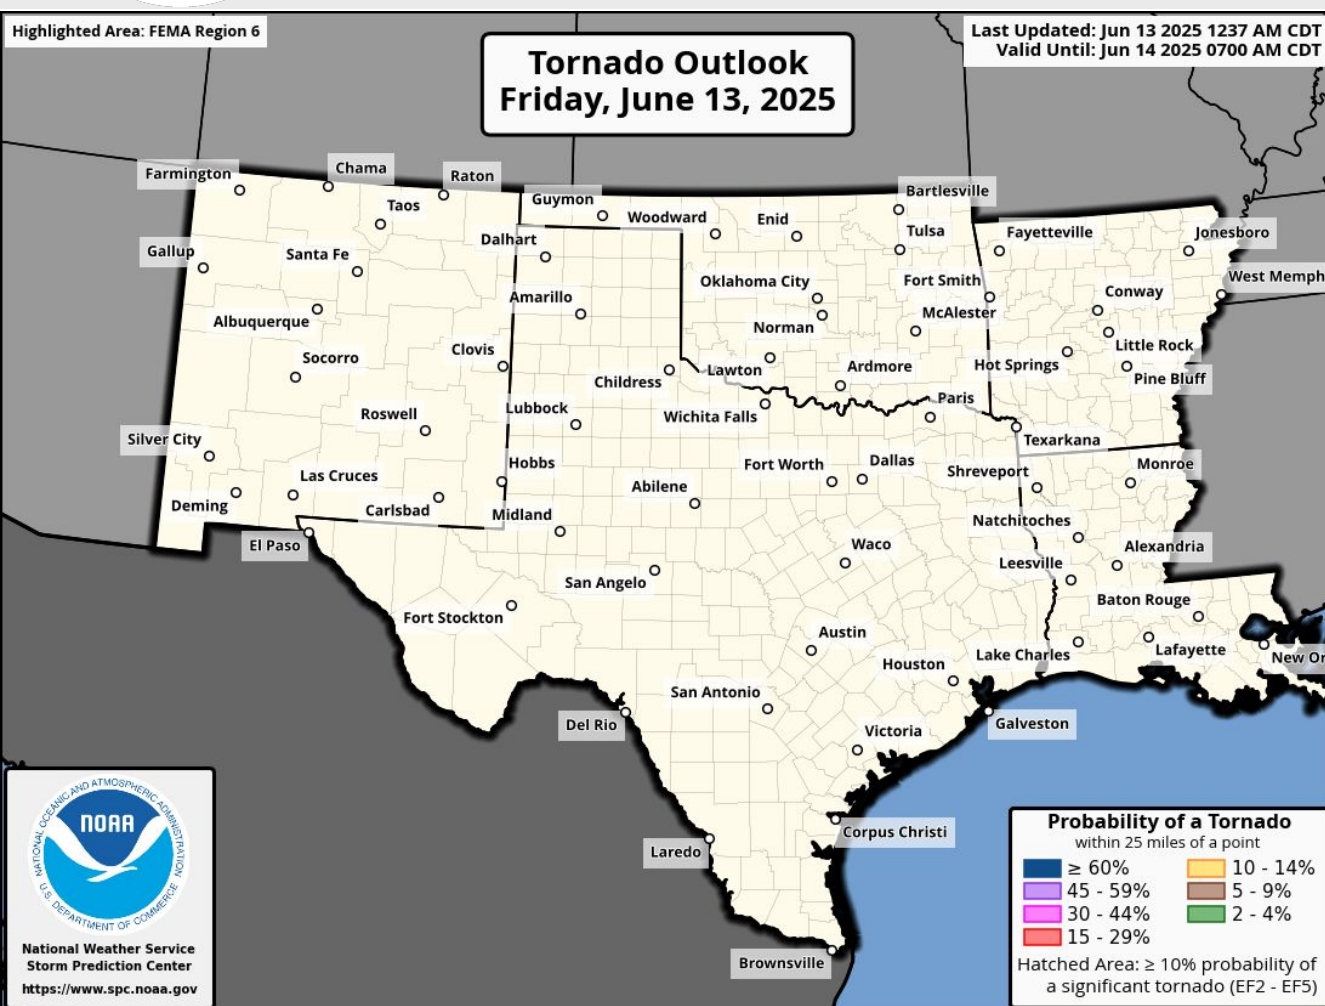 Highlighted Area: FEMA Region 6
Last Updated: Jun 13 2025 1237 AM CDT
Valid Until: Jun 14 2025 0700 AM CDT
Tornado Outlook
Friday, June 13, 2025
Farmington
Chama
Raton
Taos
Guymon
Woodward
Enid
Bartlesville
Tulsa
Fayetteville
Jonesboro
Gallup
Santa Fe
Dalhart
Amarillo
Oklahoma City
Fort Smith
Conway
West Memph
Albuquerque
Norman
McAlester
Little Rock
Socorro
Clovis
Childress
Lawton
Ardmore
Hot Springs
Pine Bluff
Roswell
Lubbock
Wichita Falls
Paris
Texarkana
Silver City
Las Cruces
Hobbs
Abilene
Fort Worth
Dallas
Shreveport
Monroe
Deming
Carlsbad
Midland
Natchitoches
El Paso
Waco
Leesville
Alexandria
San Angelo
Baton Rouge
Fort Stockton
Austin
Houston
Lake Charles
Lafayette
New Or
San Antonio
Del Rio
Victoria
Galveston
Corpus Christi
Laredo
Brownsville
NATIONAL OCEANIC AND ATMOSPHERIC ADMINISTRATION
NOAA
U.S. DEPARTMENT OF COMMERCE
National Weather Service
Storm Prediction Center
https://www.spc.noaa.gov
Probability of a Tornado
within 25 miles of a point
≥ 60%
45 - 59%
30 - 44%
15 - 29%
10 - 14%
5 - 9%
2 - 4%
Hatched Area: ≥ 10% probability of
a significant tornado (EF2 - EF5)